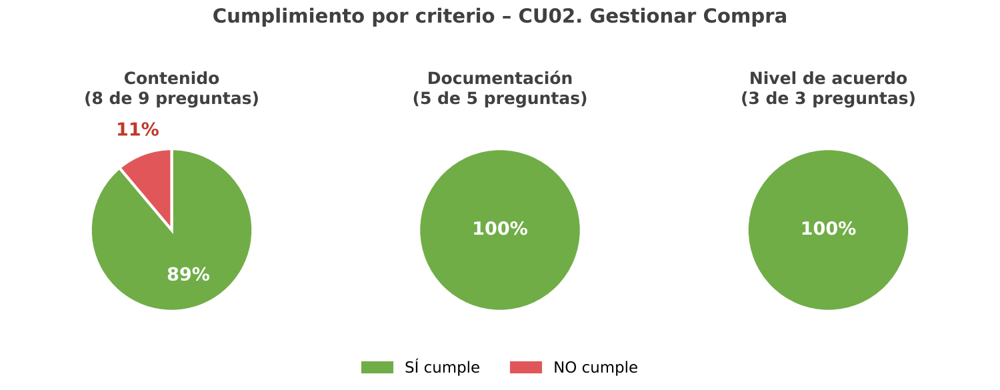 Cumplimiento por criterio – CU02. Gestionar Compra
Contenido
(8 de 9 preguntas)
11%
89%
Documentación
(5 de 5 preguntas)
100%
Nivel de acuerdo
(3 de 3 preguntas)
100%
SÍ cumple
NO cumple